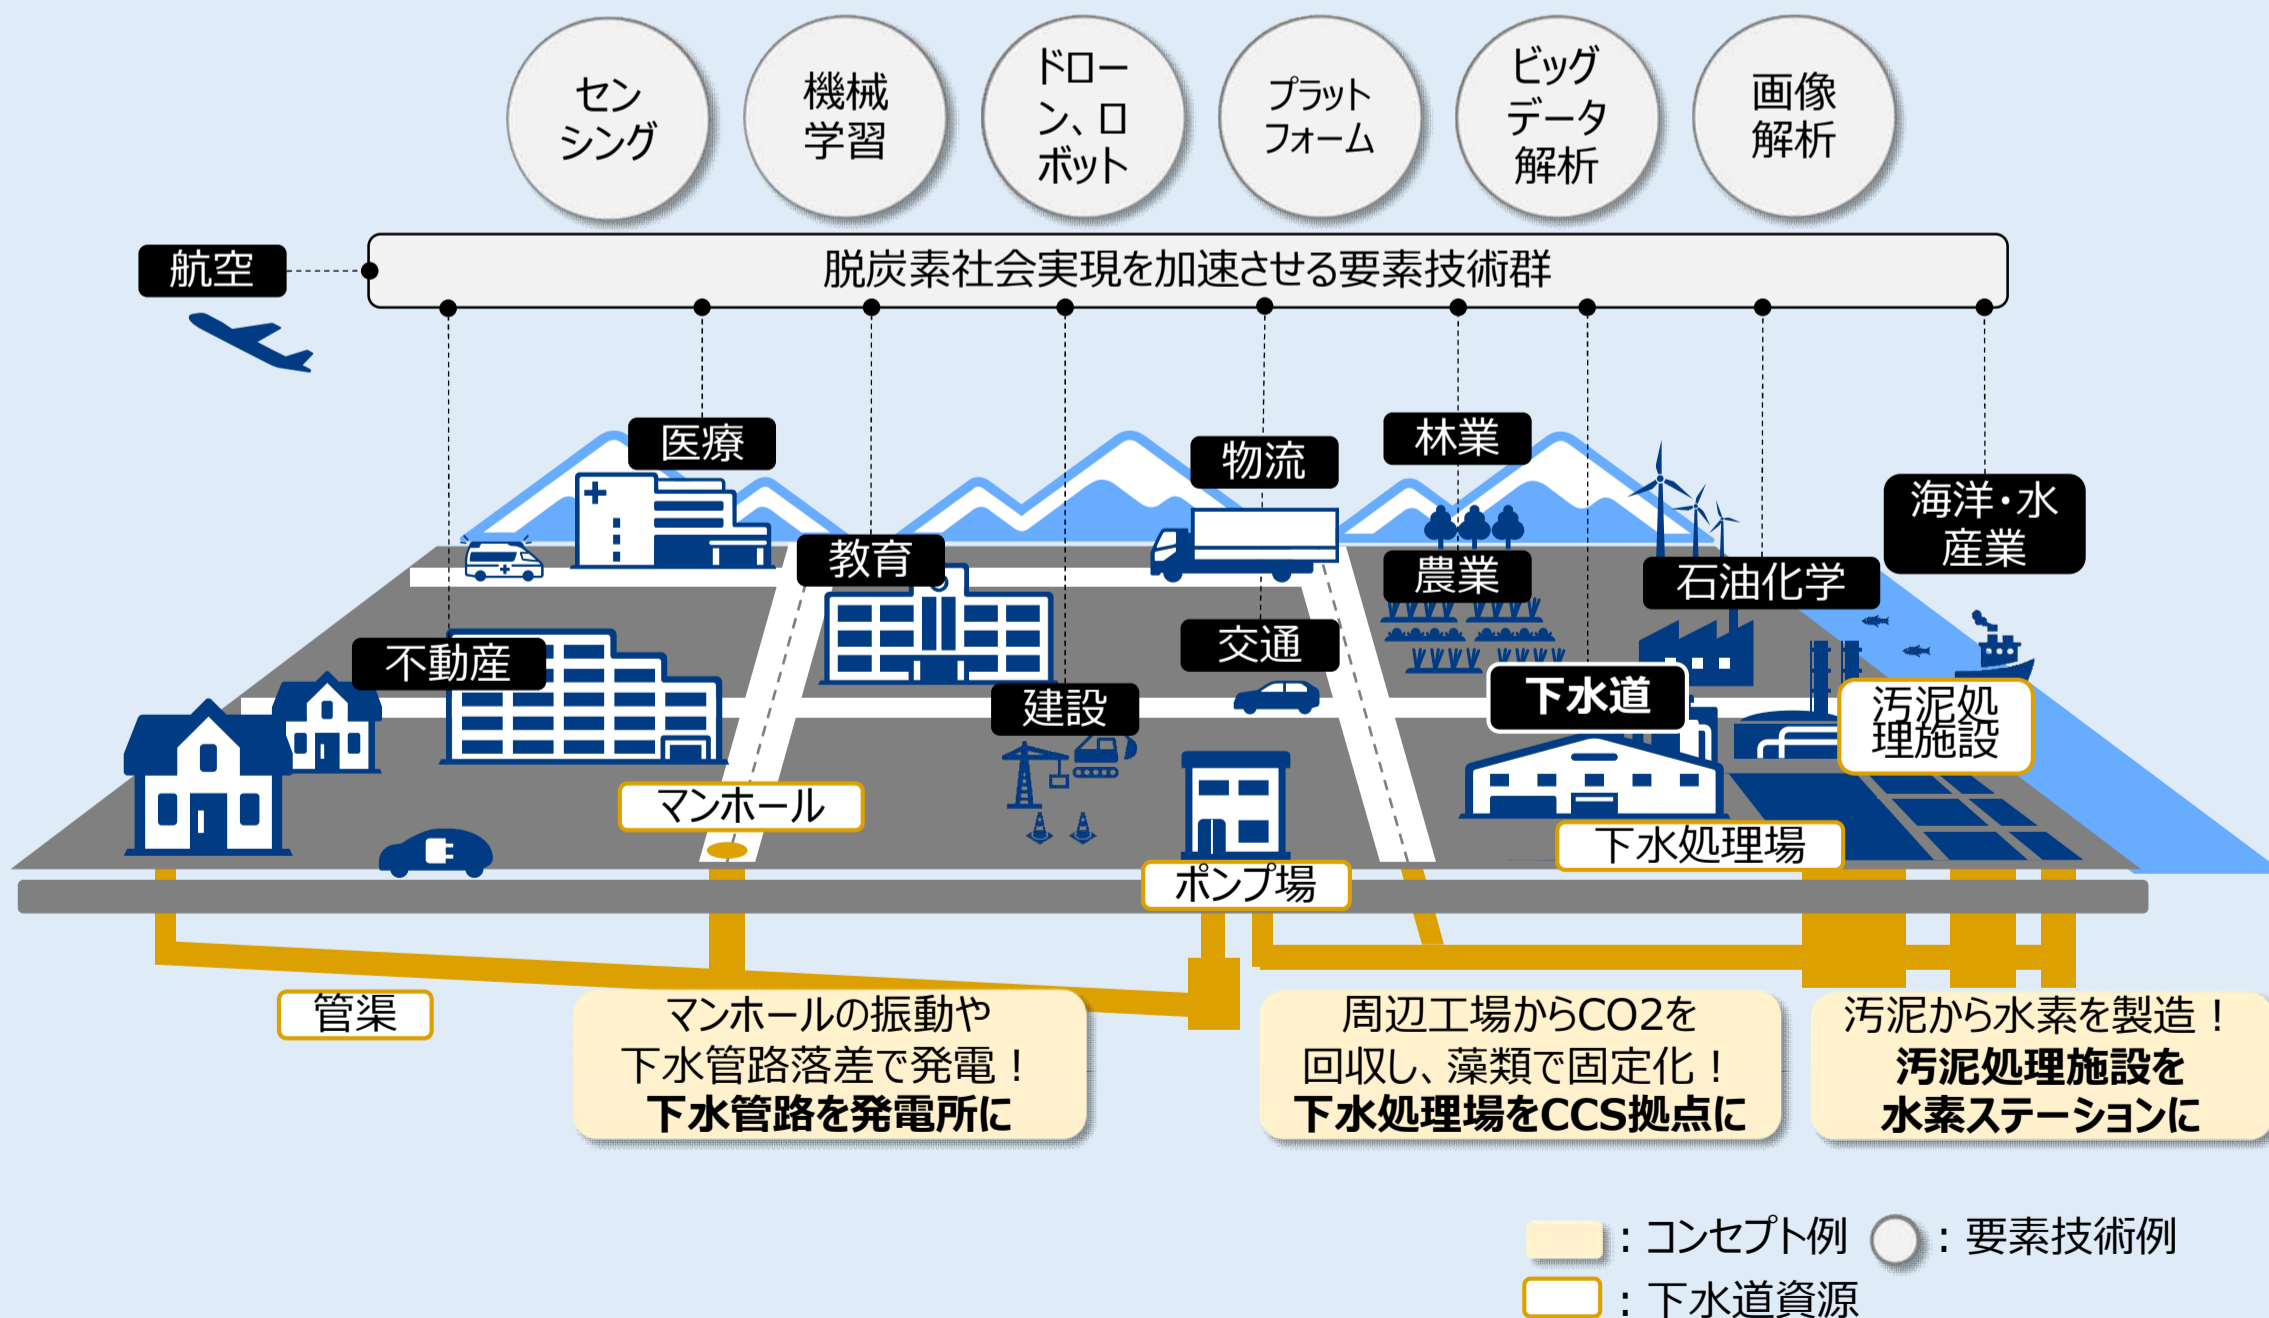 セン
シング
機械
学習
ドロー
ン、ロ
ボット
プラット
フォーム
ビッグ
データ
解析
画像
解析
航空
脱炭素社会実現を加速させる要素技術群
医療
物流
林業
海洋・水
産業
教育
農業
石油化学
不動産
交通
建設
下水道
汚泥処
理施設
マンホール
下水処理場
ポンプ場
管渠
マンホールの振動や
下水管路落差で発電！
下水管路を発電所に
周辺工場からCO2を
回収し、藻類で固定化！
下水処理場をCCS拠点に
汚泥から水素を製造！
汚泥処理施設を
水素ステーションに
：コンセプト例
：要素技術例
：下水道資源